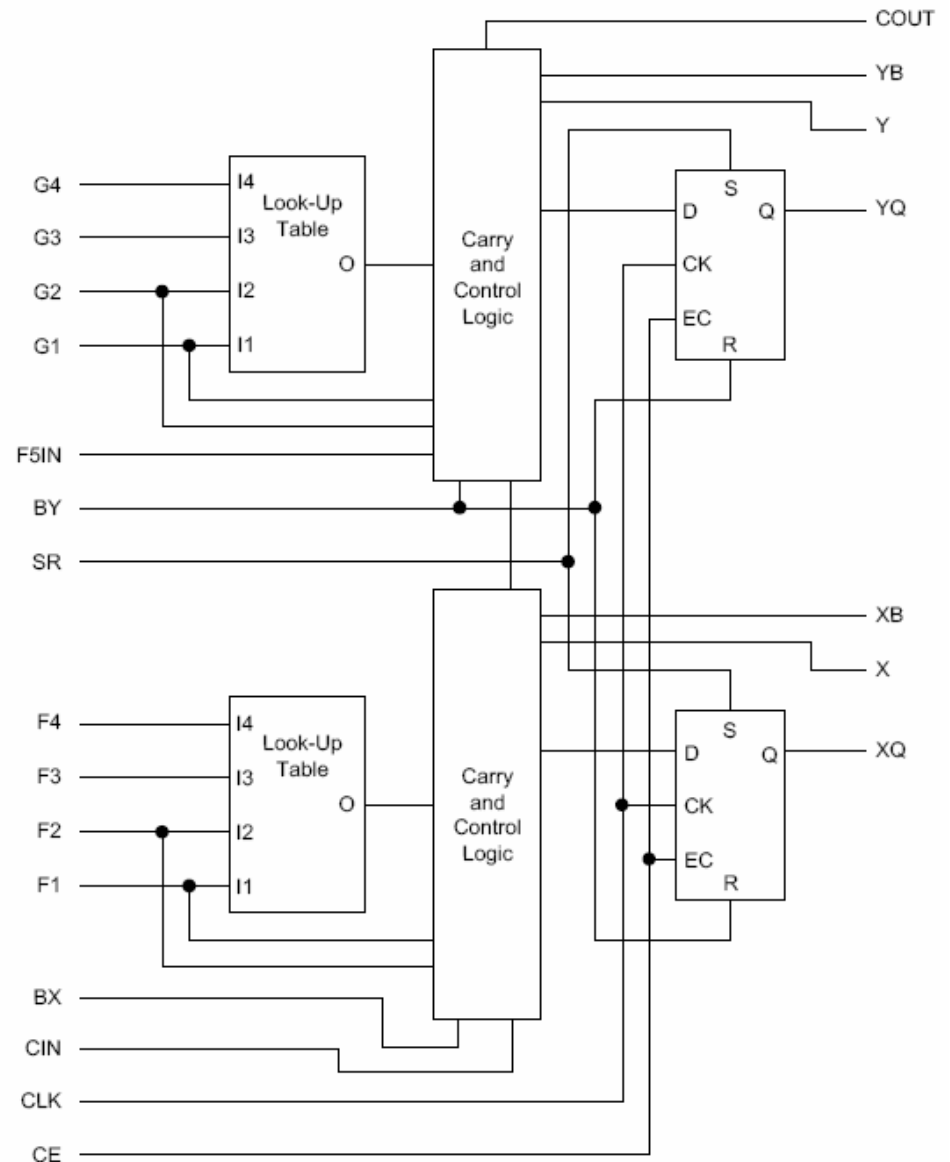 COUT
YB
Y
G4
I4
Look-Up
Table
S
D
Q
YQ
G3
I3
O
Carry
and
Control
Logic
CK
G2
I2
EC
G1
I1
R
F5IN
BY
SR
XB
X
F4
I4
Look-Up
Table
S
D
Q
XQ
F3
I3
O
Carry
and
Control
Logic
CK
F2
I2
EC
F1
I1
R
BX
CIN
CLK
CE